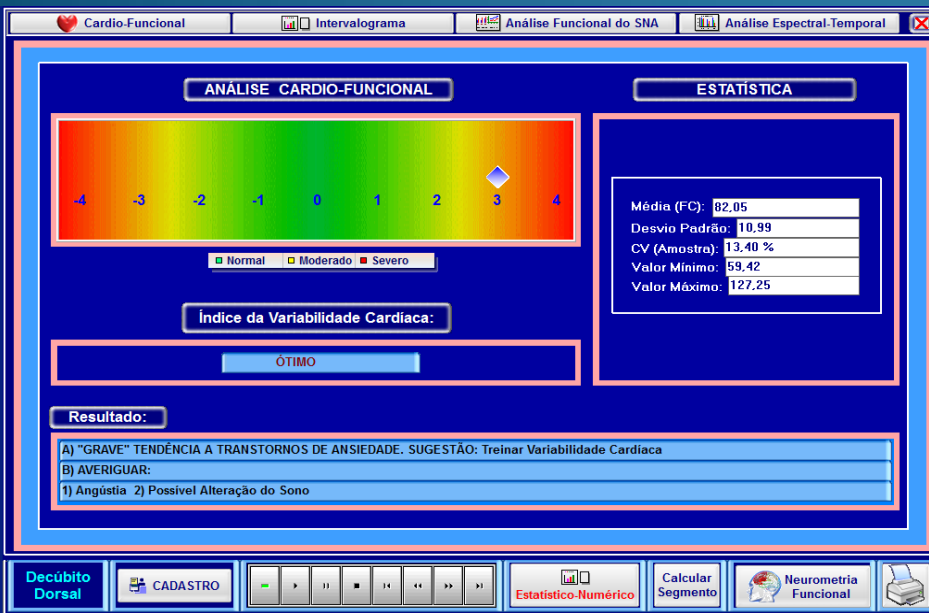 Cardio-Funcional
Intervalograma
Análise Funcional do SNA
Análise Espectral-Temporal
ANÁLISE CARDIO-FUNCIONAL
-4 -3 -2 -1 0 1 2 3 4
Normal Moderado Severo
Índice da Variabilidade Cardíaca:
ÓTIMO
ESTATÍSTICA
Média (FC): 82,05
Desvio Padrão: 10,99
CV (Amostra): 13,40 %
Valor Mínimo: 59,42
Valor Máximo: 127,25
Resultado:
A) "GRAVE" TENDÊNCIA A TRANSTORNOS DE ANSIEDADE. SUGESTÃO: Treinar Variabilidade Cardíaca
B) AVERIGUAR:
1) Angústia 2) Possível Alteração do Sono
Decúbito
Dorsal
CADASTRO
Estatístico-Numérico
Calcular
Segmento
Neurometria
Funcional